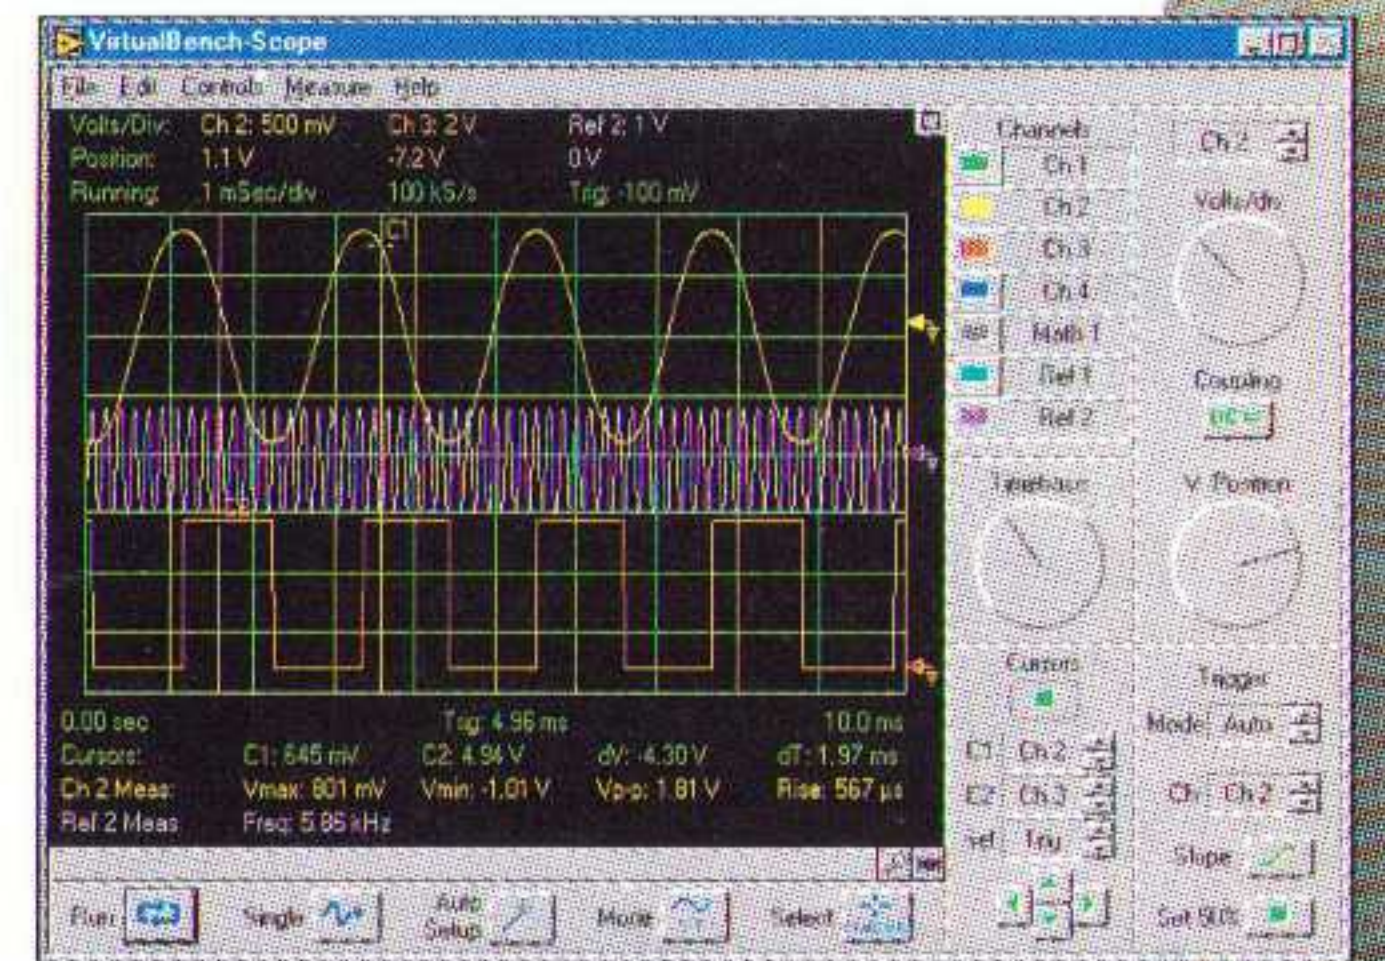 VirtualBench-Scope
File Edit Controls Measure Help
Volts/Div: Ch 2: 500 mV Ch 3: 2 V Ref 2: 1 V
Position: 1.1 V -7.2 V 0 V
Running 1 mSec/div 100 kS/s Trig: -100 mV
C1
C2
0.00 sec Trig: 4.96 ms 10.0 ms
Cursors: C1: 645 mV C2: 4.94 V dV: -4.30 V dT: 1.97 ms
Ch 2 Meas: Vmax: 801 mV Vmin: -1.01 V Vp-p: 1.81 V Rise: 567 µs
Ref 2 Meas Freq: 5.85 kHz
Run Single Auto Setup Mode Select
Channels
Ch 1
Ch 2
Ch 3
Ch 4
Math 1
Ref 1
Ref 2
Timebase
Cursors
C1 Ch 2
C2 Ch 3
Ch 2
Volts/div
Coupling
V. Position
Trigger
Mode: Auto
Ch: Ch 2
Slope
Set 50%